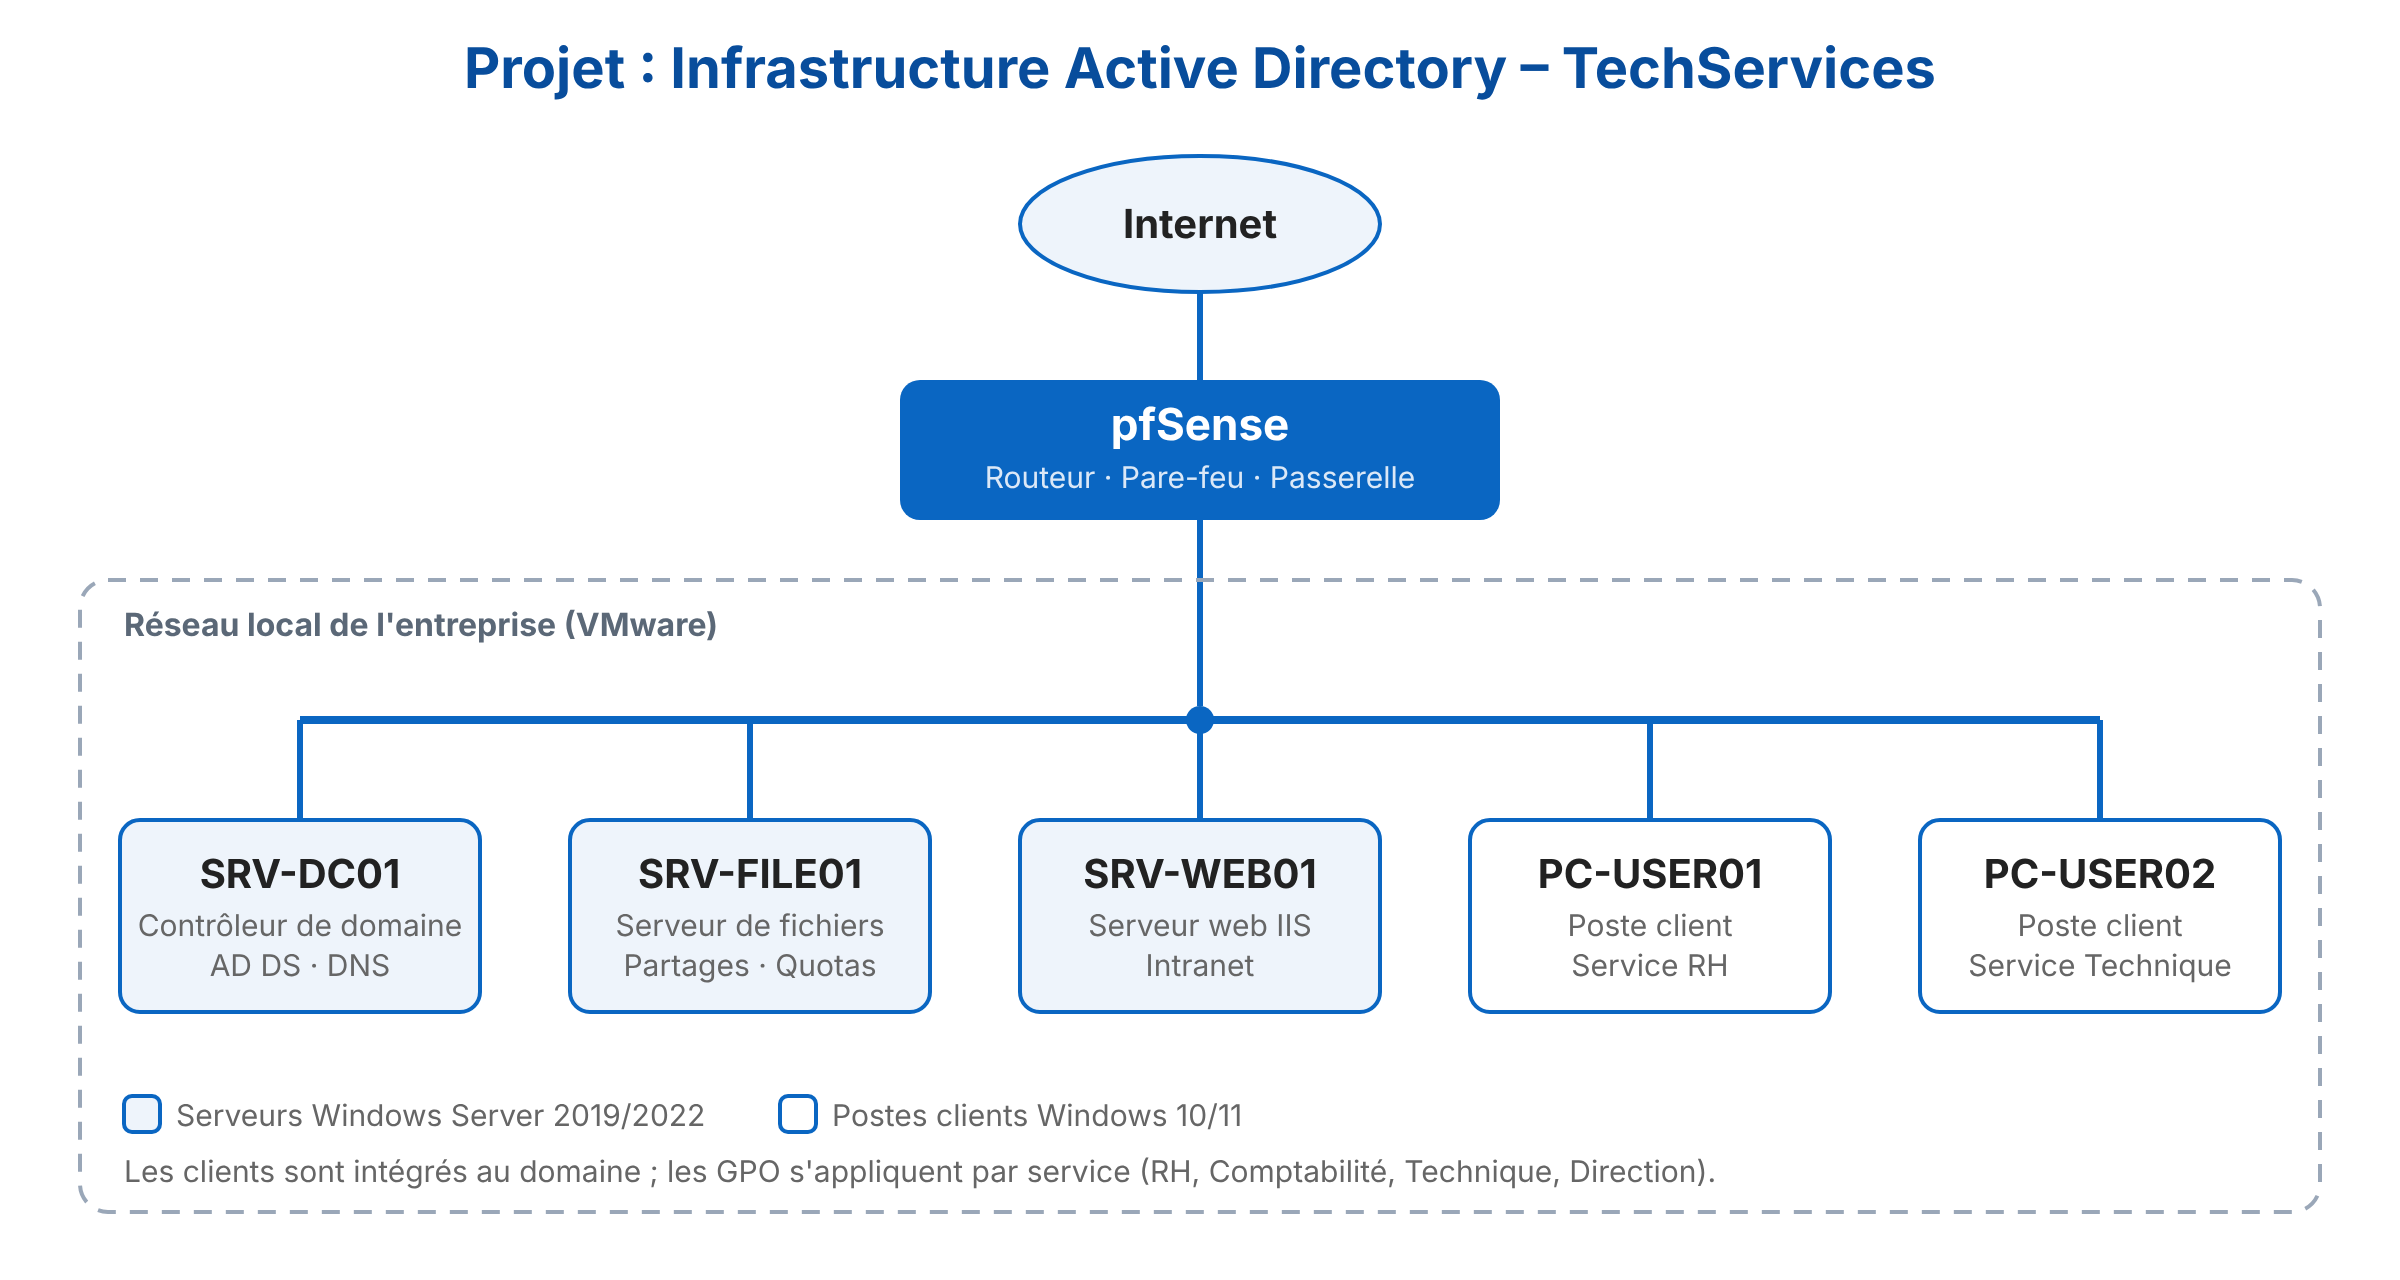 Projet : Infrastructure Active Directory – TechServices
Internet
pfSense
Routeur · Pare-feu · Passerelle
Réseau local de l'entreprise (VMware)
SRV-DC01
Contrôleur de domaine
AD DS · DNS
SRV-FILE01
Serveur de fichiers
Partages · Quotas
SRV-WEB01
Serveur web IIS
Intranet
PC-USER01
Poste client
Service RH
PC-USER02
Poste client
Service Technique
Serveurs Windows Server 2019/2022
Postes clients Windows 10/11
Les clients sont intégrés au domaine ; les GPO s'appliquent par service (RH, Comptabilité, Technique, Direction).